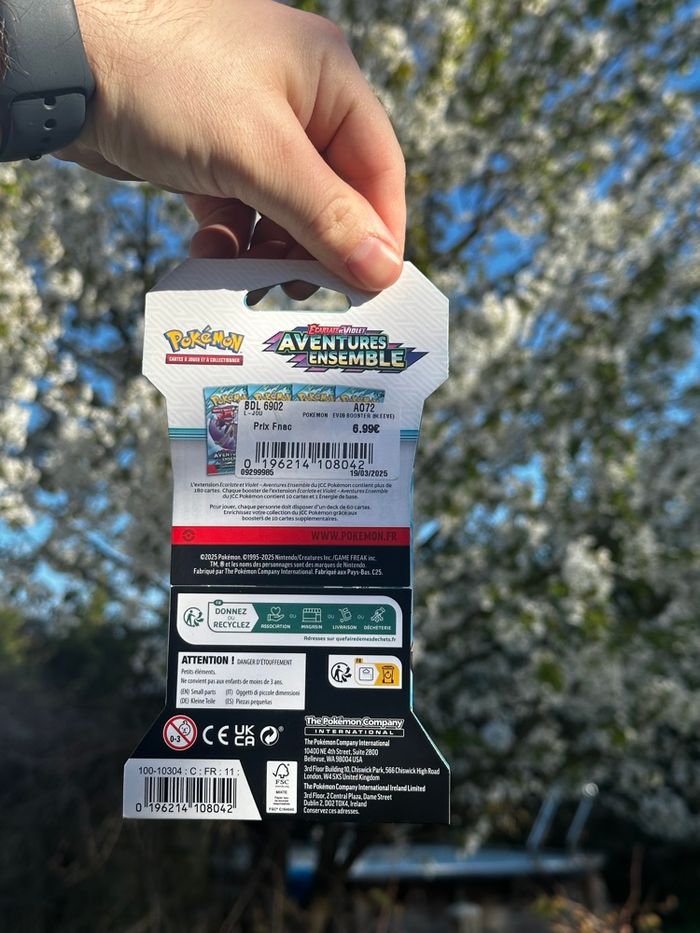 POKÉMON
CARTES À JOUER ET À COLLECTIONNER
ÉCARLATE et VIOLET
AVENTURES
ENSEMBLE
BDL 6902
A072
L-JOU
POKEMON EV09 BOOSTER (SLEEVE)
Prix Fnac
6.99€
0 196214 108042
09299985
19/03/2025
L'extension Écarlate et Violet – Aventures Ensemble du JCC Pokémon contient plus de
180 cartes. Chaque booster de l'extension Écarlate et Violet – Aventures Ensemble
du JCC Pokémon contient 10 cartes et 1 Énergie de base.
Pour jouer, chaque personne doit disposer d'un deck de 60 cartes.
Enrichissez votre collection du JCC Pokémon grâce aux
boosters de 10 cartes supplémentaires.
WWW.POKEMON.FR
©2025 Pokémon. ©1995-2025 Nintendo/Creatures Inc./GAME FREAK inc.
TM, ® et les noms des personnages sont des marques de Nintendo.
Fabriqué par The Pokémon Company International. Fabriqué aux Pays-Bas. C25.
FR
DONNEZ
OU
RECYCLEZ
ASSOCIATION OU MAGASIN OU LIVRAISON OU DÉCHÈTERIE
Adresses sur quefairedemesdechets.fr
ATTENTION ! DANGER D'ÉTOUFFEMENT
Petits éléments.
Ne convient pas aux enfants de moins de 3 ans.
(EN) Small parts (IT) Oggetti di piccole dimensioni
(DE) Kleine Teile (ES) Piezas pequeñas
FR
0-3
CE
UK
CA
The Pokémon Company
INTERNATIONAL
The Pokémon Company International
10400 NE 4th Street, Suite 2800
Bellevue, WA 98004 USA
3rd Floor Building 10, Chiswick Park, 566 Chiswick High Road
London, W4 5XS United Kingdom
The Pokémon Company International Ireland Limited
3rd Floor, 2 Central Plaza, Dame Street
Dublin 2, D02 T0X4, Ireland
Conservez ces adresses.
100-10304 : C : FR : 11 :
0 196214 108042
FSC
www.fsc.org
MIXTE